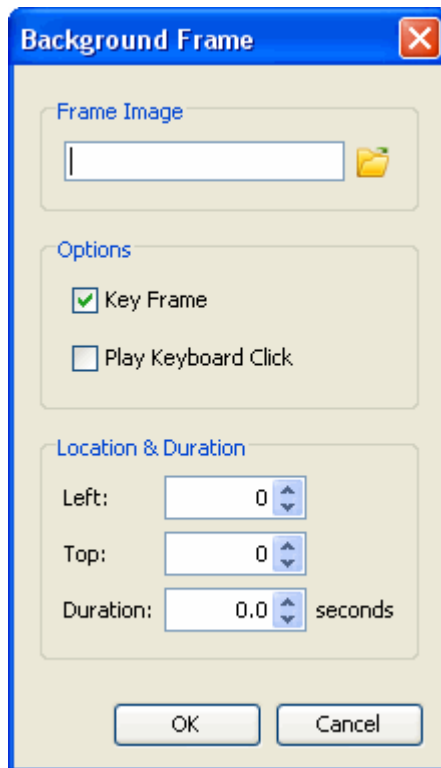 Background Frame
Frame Image
Options
Key Frame
Play Keyboard Click
Location & Duration
Left: 0
Top: 0
Duration: 0.0 seconds
OK Cancel